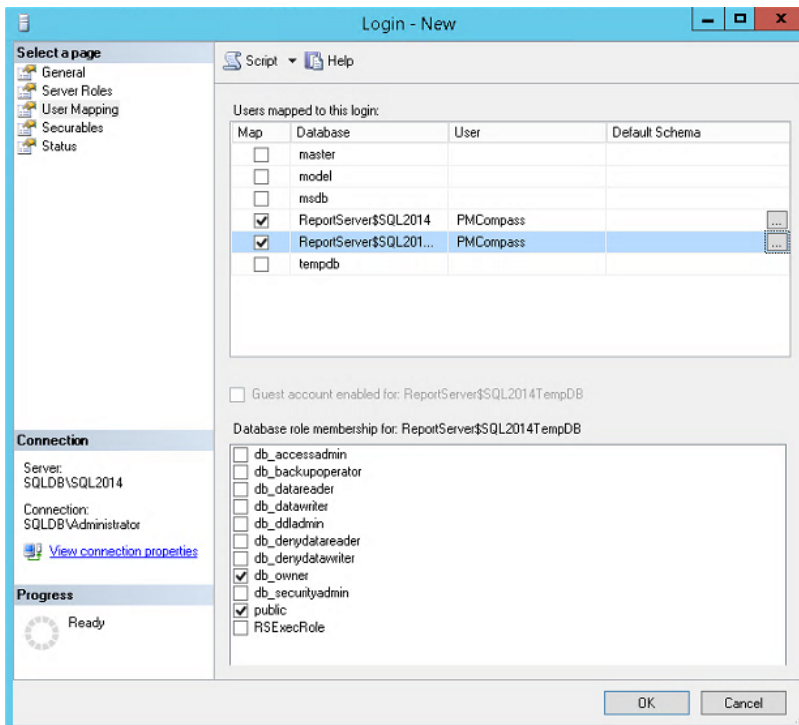 Login - New
Select a page
General
Server Roles
User Mapping
Securables
Status
Script Help
Users mapped to this login:
Map Database User Default Schema
master
model
msdb
ReportServer$SQL2014 PMCompass ...
ReportServer$SQL201... PMCompass ...
tempdb
Guest account enabled for: ReportServer$SQL2014TempDB
Database role membership for: ReportServer$SQL2014TempDB
db_accessadmin
db_backupoperator
db_datareader
db_datawriter
db_ddladmin
db_denydatareader
db_denydatawriter
db_owner
db_securityadmin
public
RSExecRole
Connection
Server:
SQLDB\SQL2014
Connection:
SQLDB\Administrator
View connection properties
Progress
Ready
OK Cancel